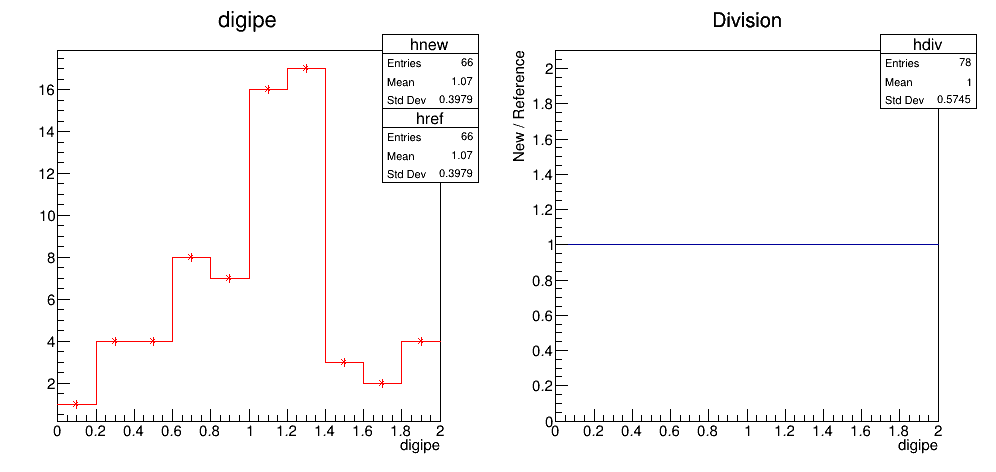 digipe
hnew
Entries 66
Mean 1.07
Std Dev 0.3979
href
Entries 66
Mean 1.07
Std Dev 0.3979
16
14
12
10
8
6
4
2
0 0.2 0.4 0.6 0.8 1 1.2 1.4 1.6 1.8 2
digipe
Division
hdiv
Entries 78
Mean 1
Std Dev 0.5745
New / Reference
2
1.8
1.6
1.4
1.2
1
0.8
0.6
0.4
0.2
0
0 0.2 0.4 0.6 0.8 1 1.2 1.4 1.6 1.8 2
digipe